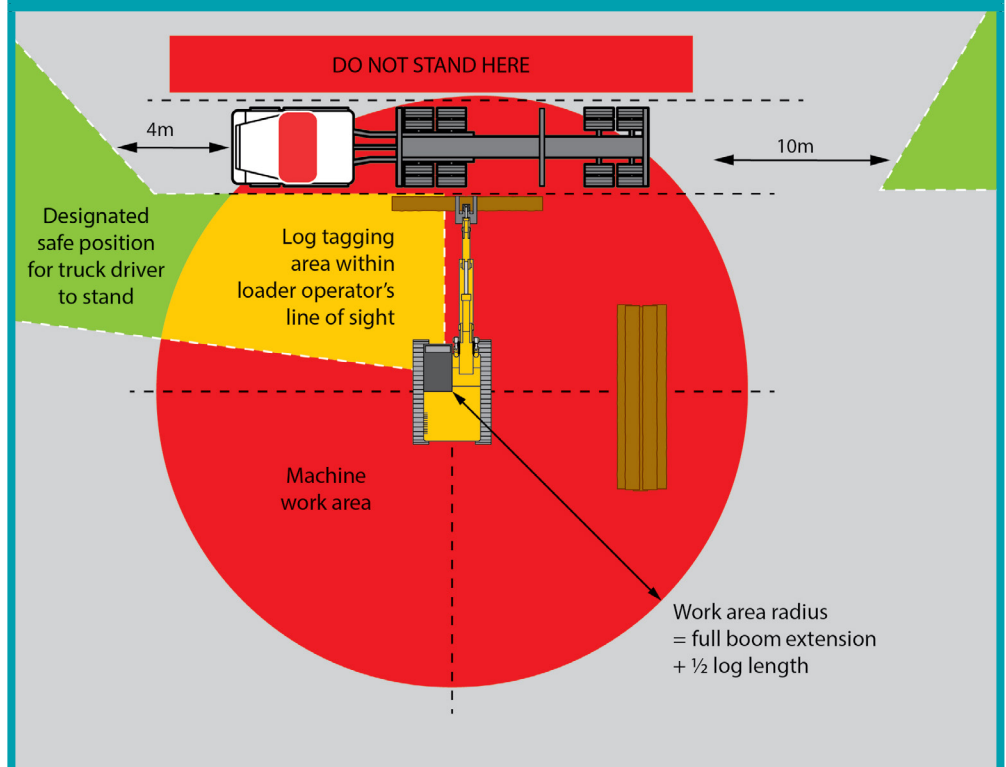 DO NOT STAND HERE
4m
10m
Designated
safe position
for truck driver
to stand
Log tagging
area within
loader operator's
line of sight
Machine
work area
Work area radius
= full boom extension
+ ½ log length